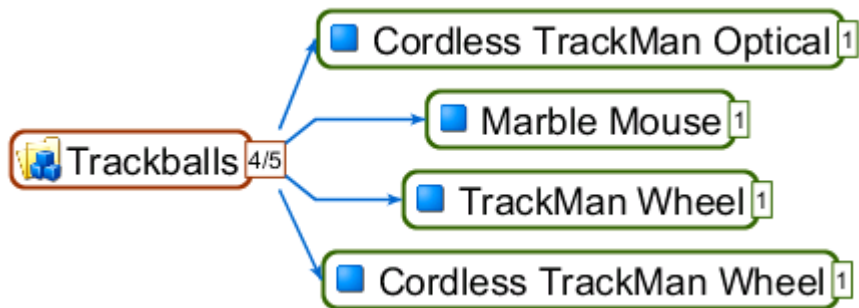 Cordless TrackMan Optical 1
Marble Mouse 1
Trackballs 4/5
TrackMan Wheel 1
Cordless TrackMan Wheel 1